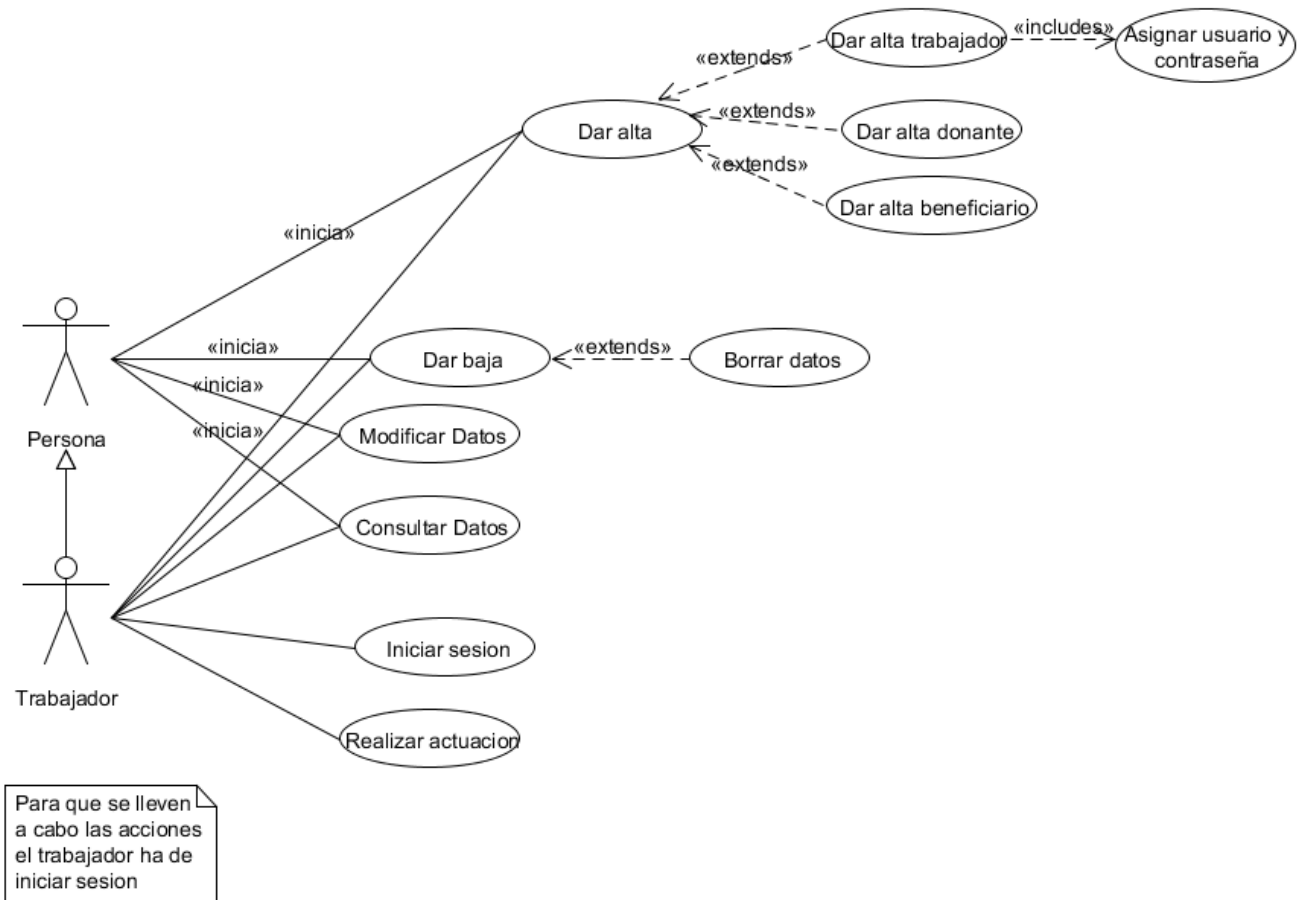 Dar alta trabajador
«includes»
Asignar usuario y
contraseña
«extends»
Dar alta
«extends»
Dar alta donante
«extends»
Dar alta beneficiario
«inicia»
«inicia»
Dar baja
«extends»
Borrar datos
«inicia»
Modificar Datos
«inicia»
Persona
Consultar Datos
Iniciar sesion
Trabajador
Realizar actuacion
Para que se lleven
a cabo las acciones
el trabajador ha de
iniciar sesion